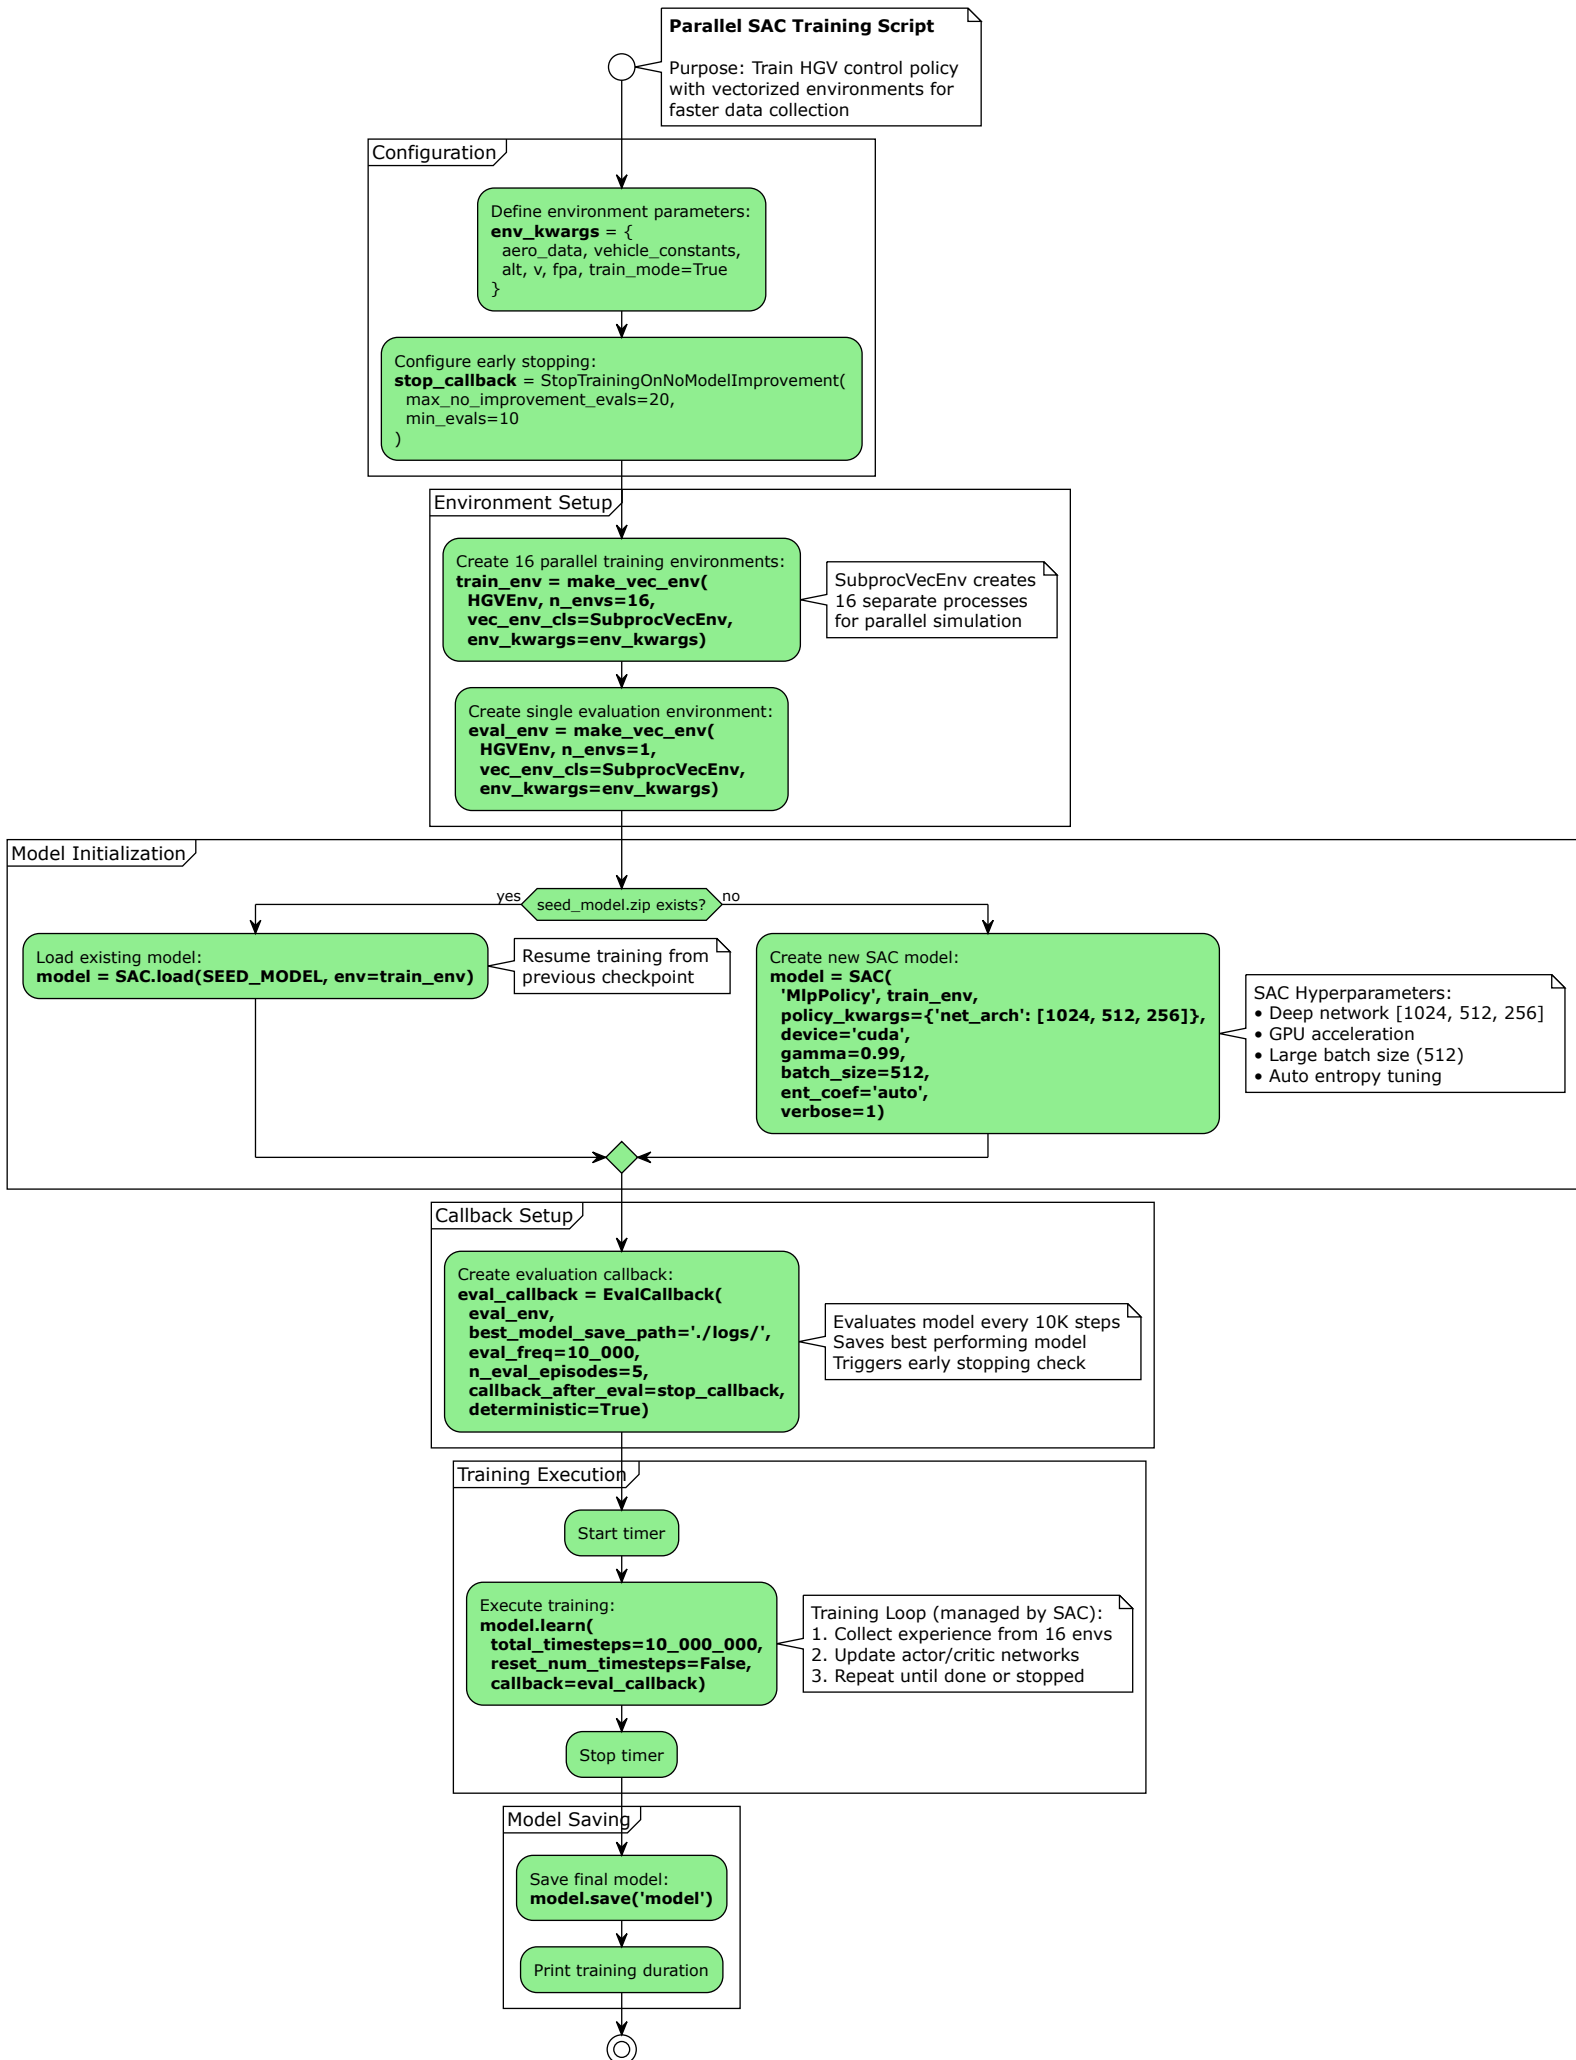 Parallel SAC Training Script
Purpose: Train HGV control policy
with vectorized environments for
faster data collection
Configuration
Define environment parameters:
env_kwargs = {
aero_data, vehicle_constants,
alt, v, fpa, train_mode=True
}
Configure early stopping:
stop_callback = StopTrainingOnNoModelImprovement(
max_no_improvement_evals=20,
min_evals=10
)
Environment Setup
Create 16 parallel training environments:
train_env = make_vec_env(
HGVEnv, n_envs=16,
vec_env_cls=SubprocVecEnv,
env_kwargs=env_kwargs)
SubprocVecEnv creates
16 separate processes
for parallel simulation
Create single evaluation environment:
eval_env = make_vec_env(
HGVEnv, n_envs=1,
vec_env_cls=SubprocVecEnv,
env_kwargs=env_kwargs)
Model Initialization
yes
seed_model.zip exists?
no
Load existing model:
model = SAC.load(SEED_MODEL, env=train_env)
Resume training from
previous checkpoint
Create new SAC model:
model = SAC(
'MlpPolicy', train_env,
policy_kwargs={'net_arch': [1024, 512, 256]},
device='cuda',
gamma=0.99,
batch_size=512,
ent_coef='auto',
verbose=1)
SAC Hyperparameters:
• Deep network [1024, 512, 256]
• GPU acceleration
• Large batch size (512)
• Auto entropy tuning
Callback Setup
Create evaluation callback:
eval_callback = EvalCallback(
eval_env,
best_model_save_path='./logs/',
eval_freq=10_000,
n_eval_episodes=5,
callback_after_eval=stop_callback,
deterministic=True)
Evaluates model every 10K steps
Saves best performing model
Triggers early stopping check
Training Execution
Start timer
Execute training:
model.learn(
total_timesteps=10_000_000,
reset_num_timesteps=False,
callback=eval_callback)
Training Loop (managed by SAC):
1. Collect experience from 16 envs
2. Update actor/critic networks
3. Repeat until done or stopped
Stop timer
Model Saving
Save final model:
model.save('model')
Print training duration